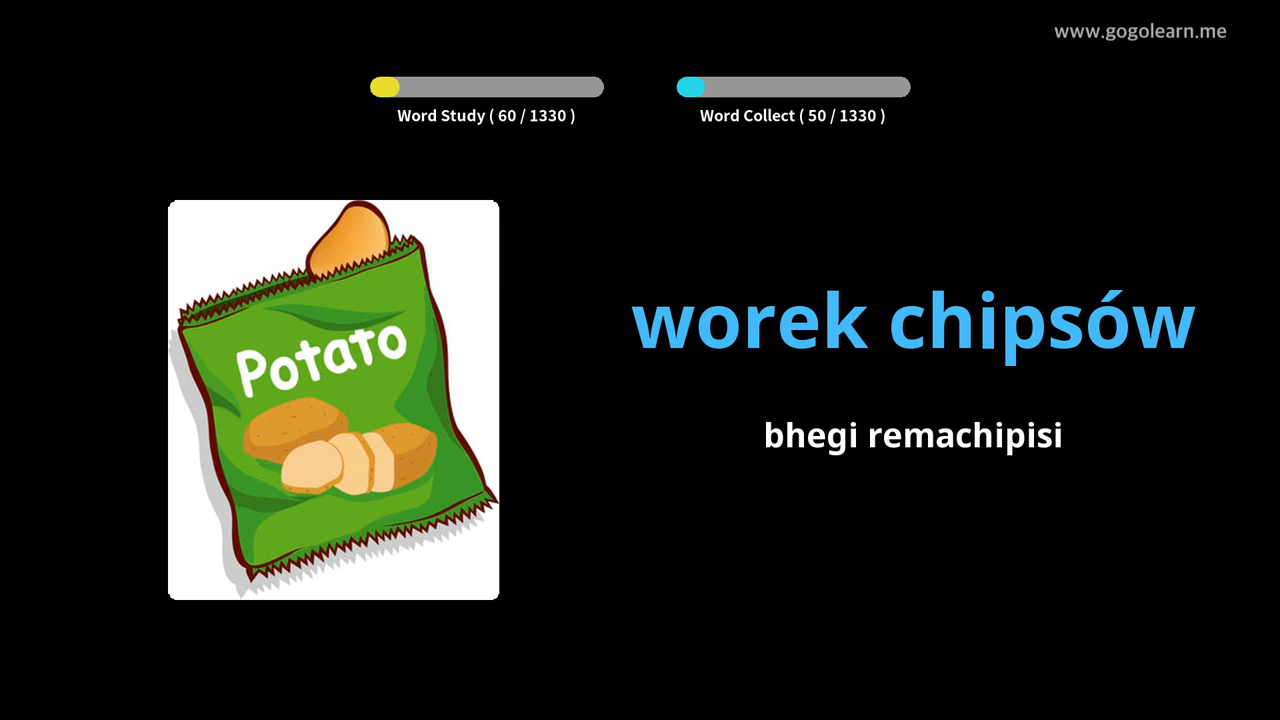 www.gogolearn.me
Word Study ( 60 / 1330 )
Word Collect ( 50 / 1330 )
Potato
worek chipsów
bhegi remachipisi